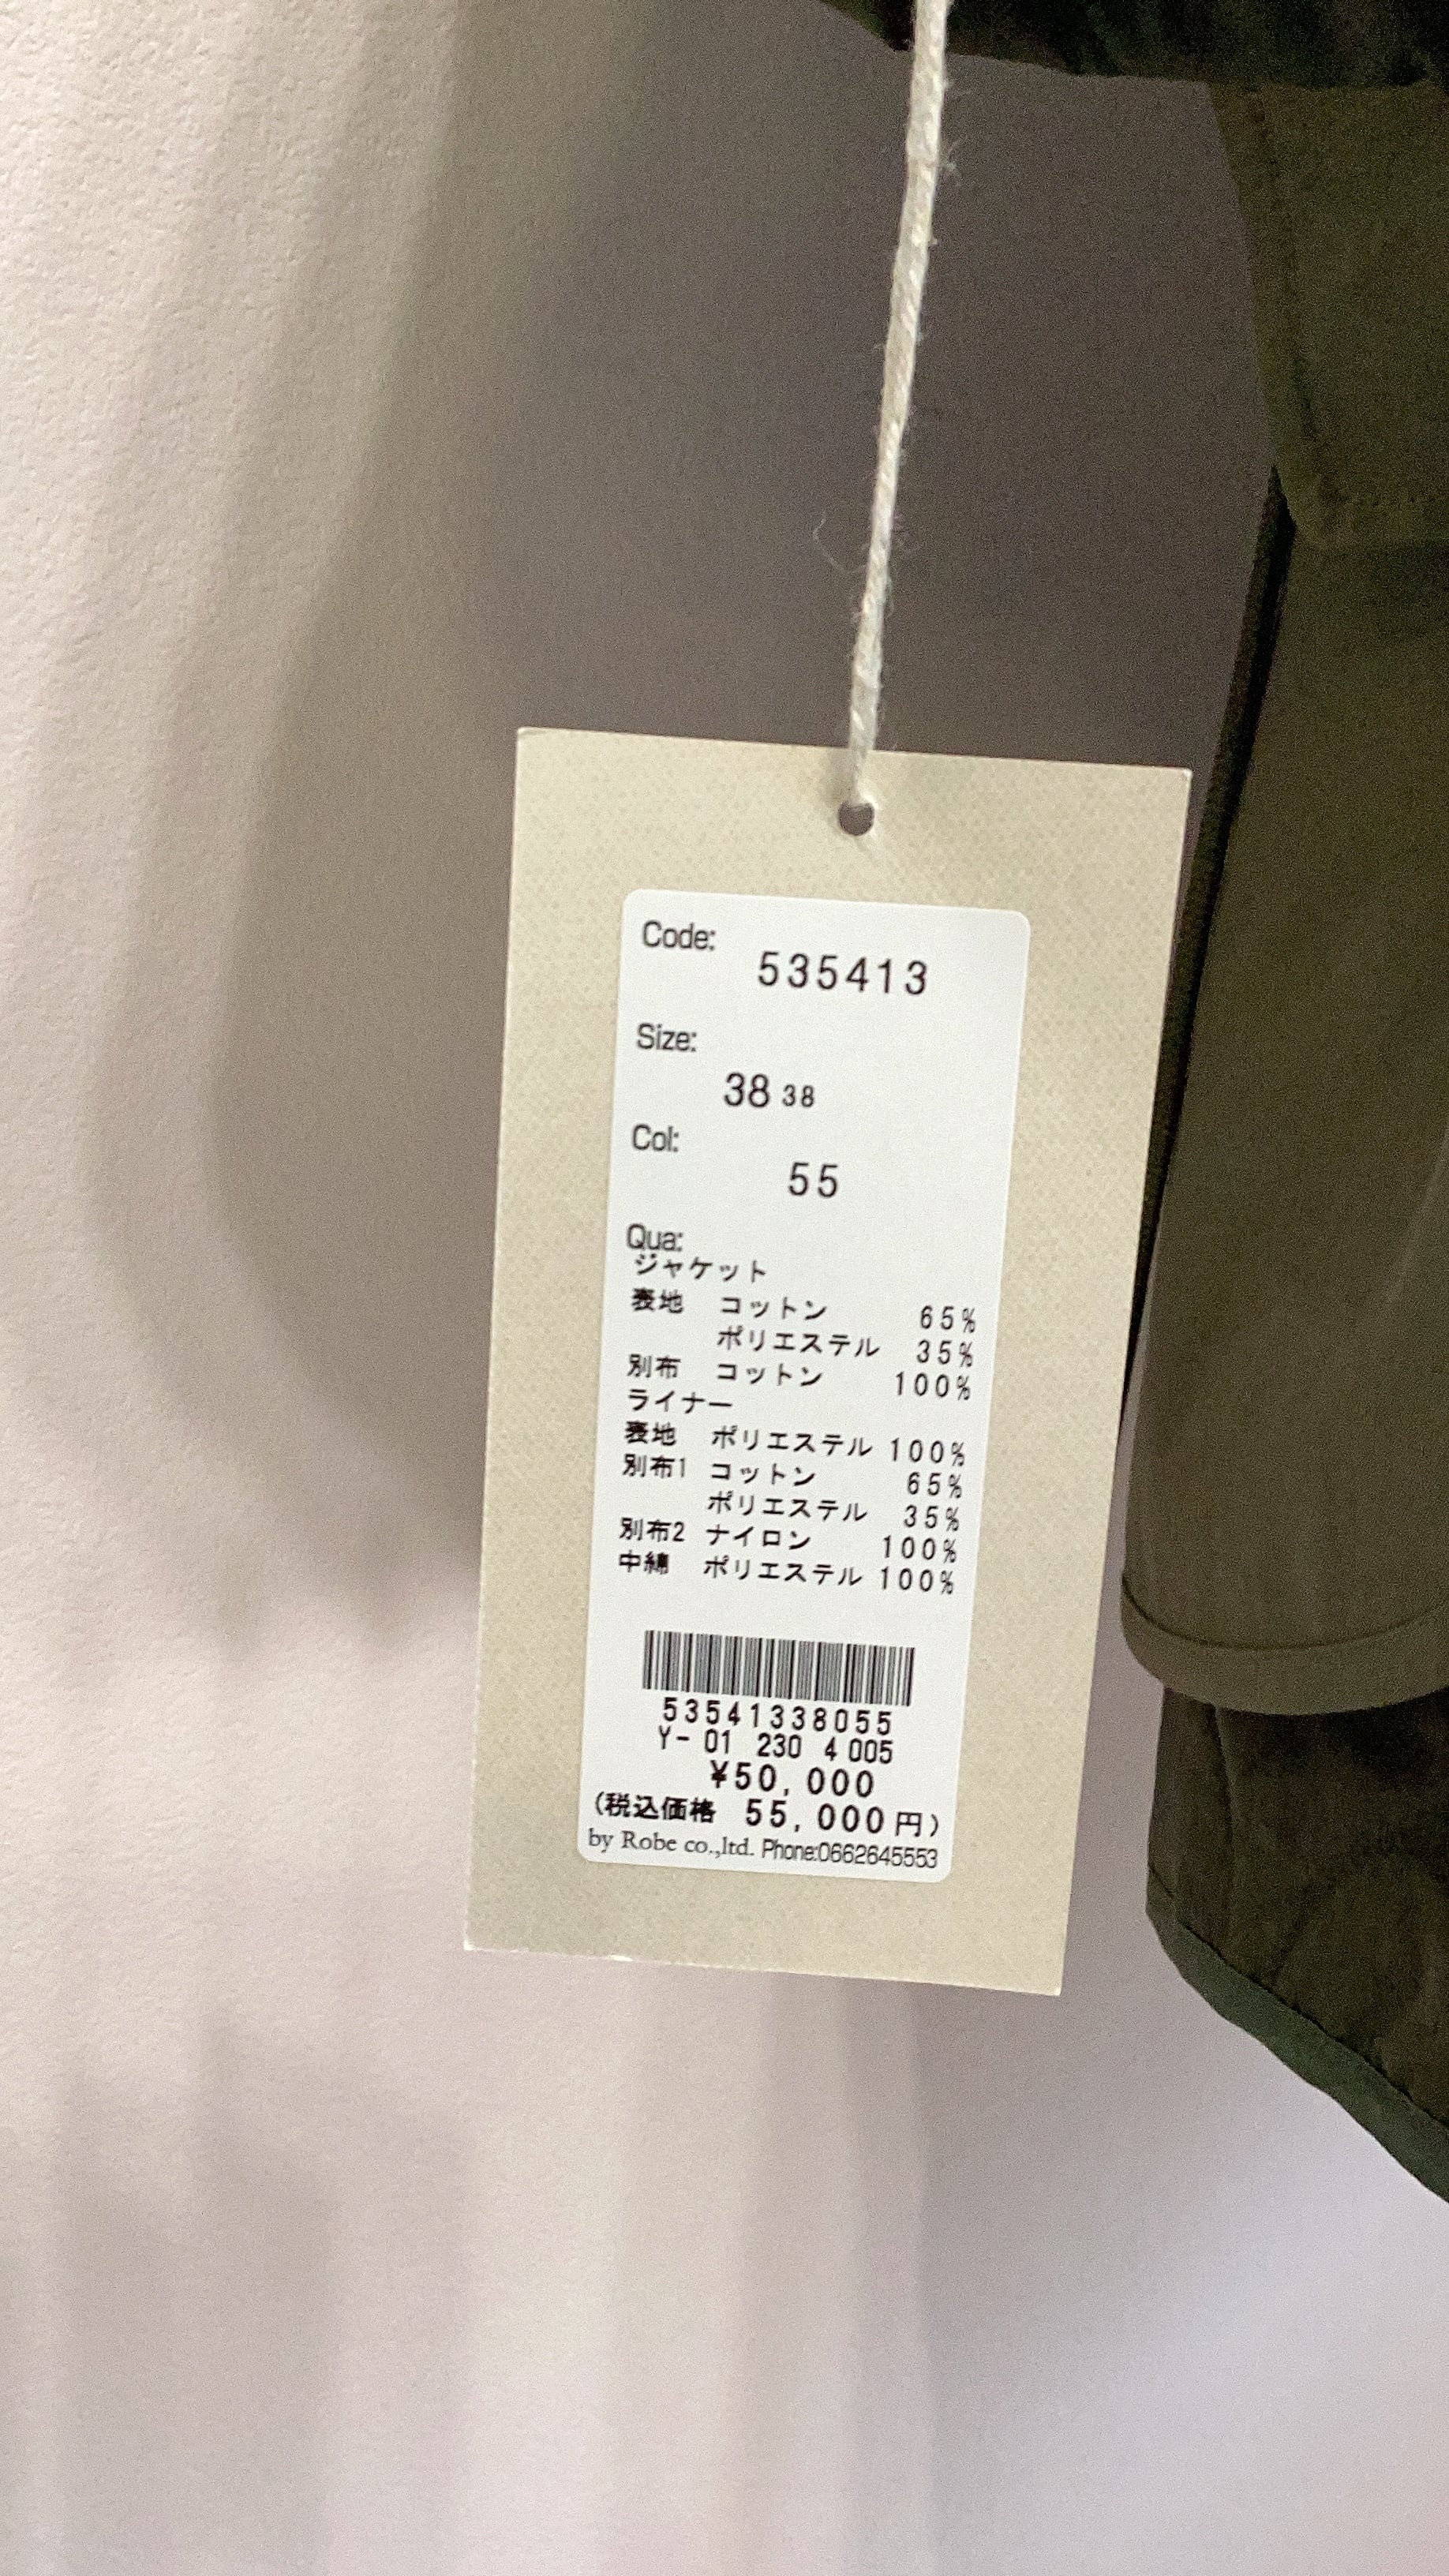 Code:
535413
Size:
38 38
Col:
55
Qua:
ジャケット
表地 コットン 65%
ポリエステル 35%
別布 コットン 100%
ライナー
表地 ポリエステル 100%
別布1 コットン 65%
ポリエステル 35%
別布2 ナイロン 100%
中綿 ポリエステル 100%
53541338055
Y- 01 230 4 005
¥50,000
(税込価格 55,000円)
by Robe co.,ltd. Phone:0662645553